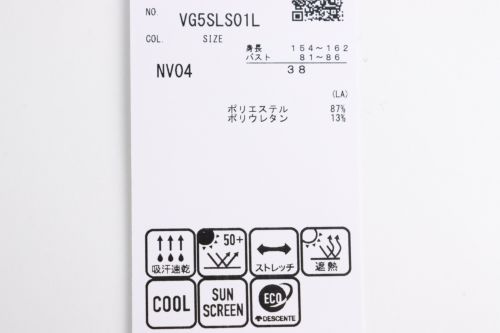 NO. VG5SLS01L
COL. SIZE
身長 154~162
バスト 81~86
NV04 38
(LA)
ポリエステル 87%
ポリウレタン 13%
50+
吸汗速乾 ストレッチ 遮熱
COOL SUN SCREEN ECO DESCENTE